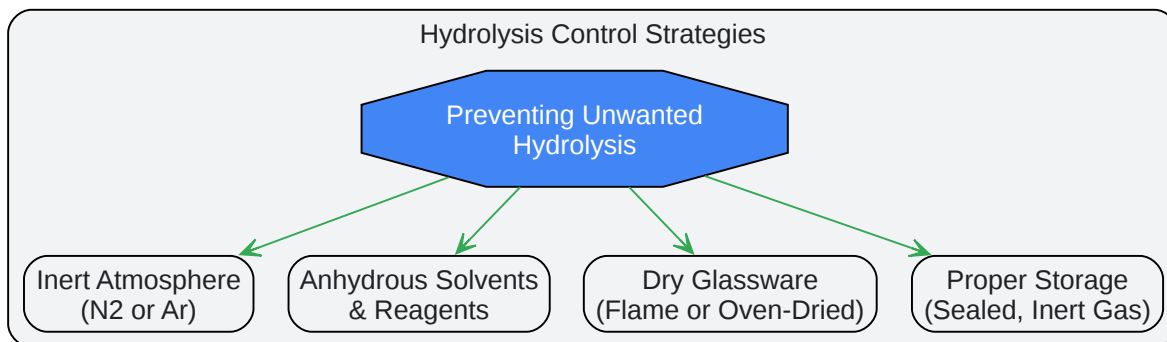 Hydrolysis Control Strategies
Preventing Unwanted
Hydrolysis
Inert Atmosphere
(N2 or Ar)
Anhydrous Solvents
& Reagents
Dry Glassware
(Flame or Oven-Dried)
Proper Storage
(Sealed, Inert Gas)